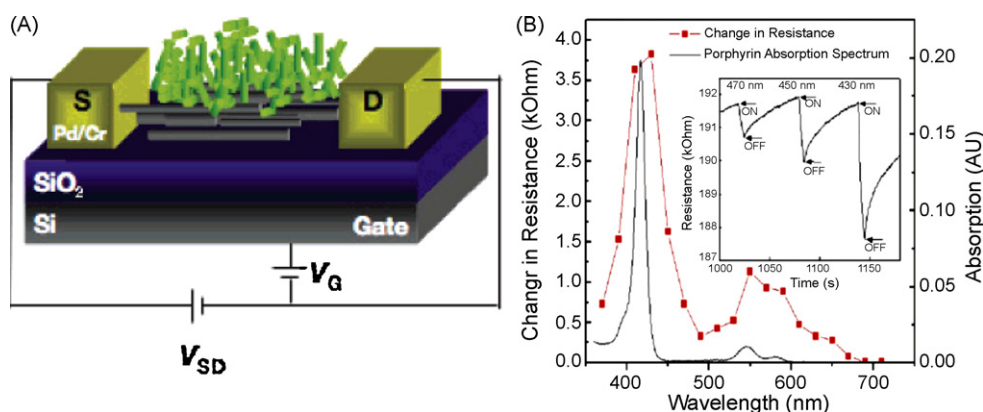 (A)
S
D
Pd/Cr
SiO2
Si
Gate
VG
VSD
(B)
Change in Resistance
Porphyrin Absorption Spectrum
Changr in Resistance (kOhm)
4.0
3.5
3.0
2.5
2.0
1.5
1.0
0.5
0.0
400
500
600
700
Wavelength (nm)
0.20
0.15
0.10
0.05
0.00
Absorption (AU)
470 nm
450 nm
430 nm
192
191
190
189
188
187
Resistance (kOhm)
ON
OFF
ON
OFF
ON
OFF
1000
1050
1100
1150
Time (s)